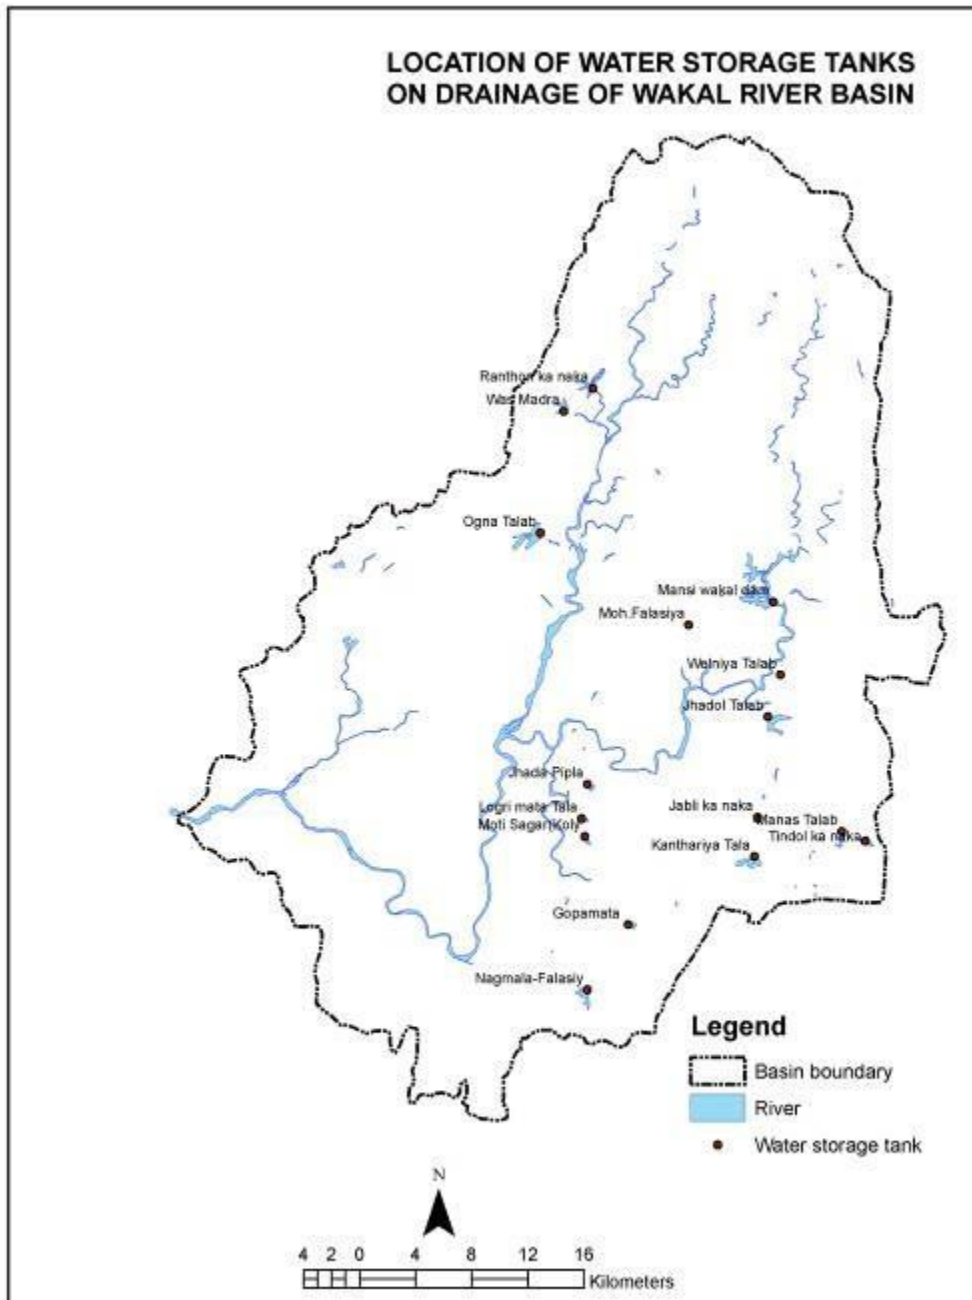 LOCATION OF WATER STORAGE TANKS
ON DRAINAGE OF WAKAL RIVER BASIN
Ranthon ka naka
Was Madra
Ogna Talab
Mansi wakal dam
Moh.Falasiya
Welniya Talab
Jhadol Talab
Jhada-Pipla
Logri mata Tala
Moti Sagar(Koly
Jabli ka naka
Manas Talab
Tindol ka naka
Kanthariya Tala
Gopamata
Nagmala-Falasiy
Legend
Basin boundary
River
Water storage tank
N
4 2 0 4 8 12 16
Kilometers